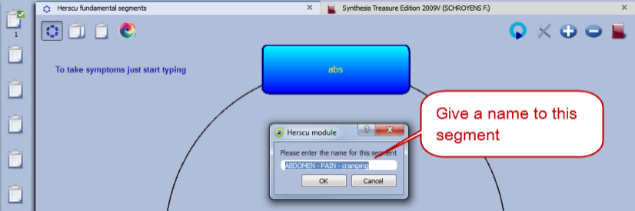 Herscu fundamental segments
Synthesis Treasure Edition 2009V (SCHROYENS F.)
1
To take symptoms just start typing
abs
Herscu module
Please enter the name for this segment
ABDOMEN - PAIN - cramping
OK
Cancel
Give a name to this
segment